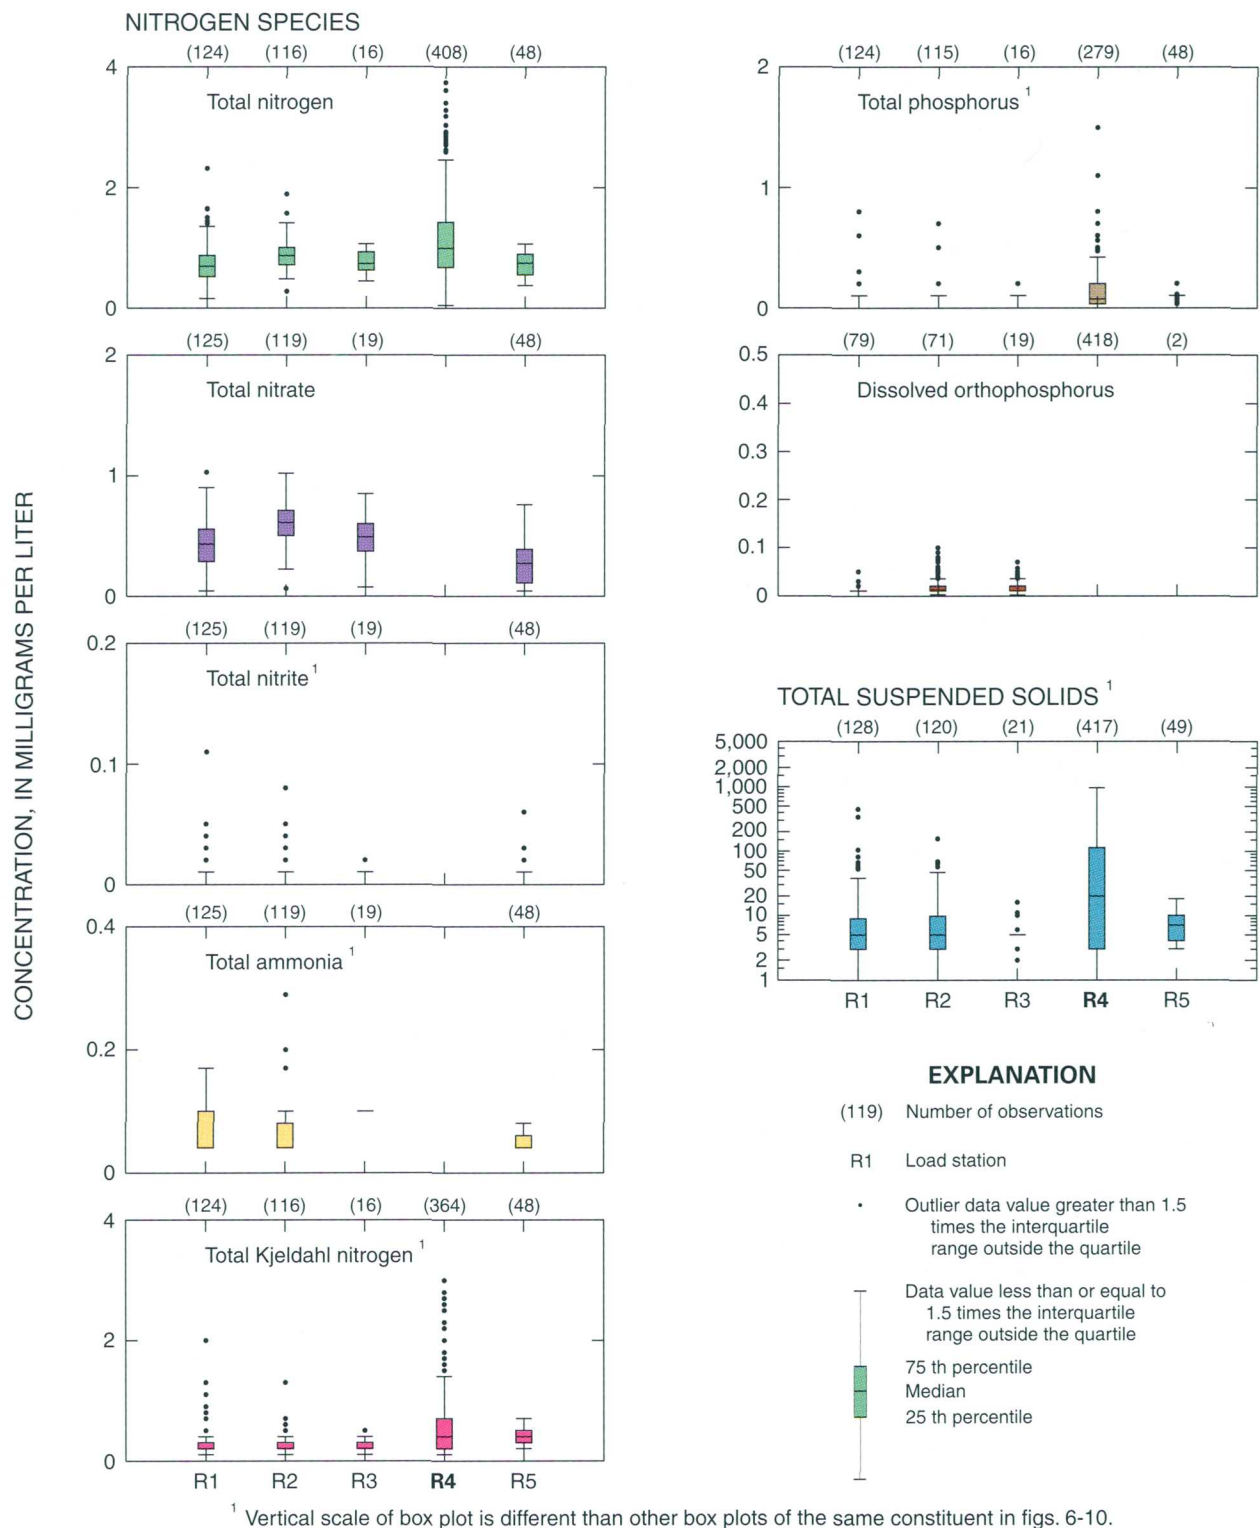 NITROGEN SPECIES
(124) (116) (16) (408) (48)
4
Total nitrogen
2
0
(125) (119) (19) (48)
2
Total nitrate
1
0
(125) (119) (19) (48)
0.2
Total nitrite 1
0.1
0
(125) (119) (19) (48)
0.4
Total ammonia 1
0.2
0
(124) (116) (16) (364) (48)
4
Total Kjeldahl nitrogen 1
2
0
R1 R2 R3 R4 R5
CONCENTRATION, IN MILLIGRAMS PER LITER
(124) (115) (16) (279) (48)
2
Total phosphorus 1
1
0
(79) (71) (19) (418) (2)
0.5
Dissolved orthophosphorus
0.4
0.3
0.2
0.1
0
TOTAL SUSPENDED SOLIDS 1
(128) (120) (21) (417) (49)
5,000
2,000
1,000
500
200
100
50
20
10
5
2
1
R1 R2 R3 R4 R5
EXPLANATION
(119) Number of observations
R1 Load station
Outlier data value greater than 1.5
times the interquartile
range outside the quartile
Data value less than or equal to
1.5 times the interquartile
range outside the quartile
75 th percentile
Median
25 th percentile
1 Vertical scale of box plot is different than other box plots of the same constituent in figs. 6-10.